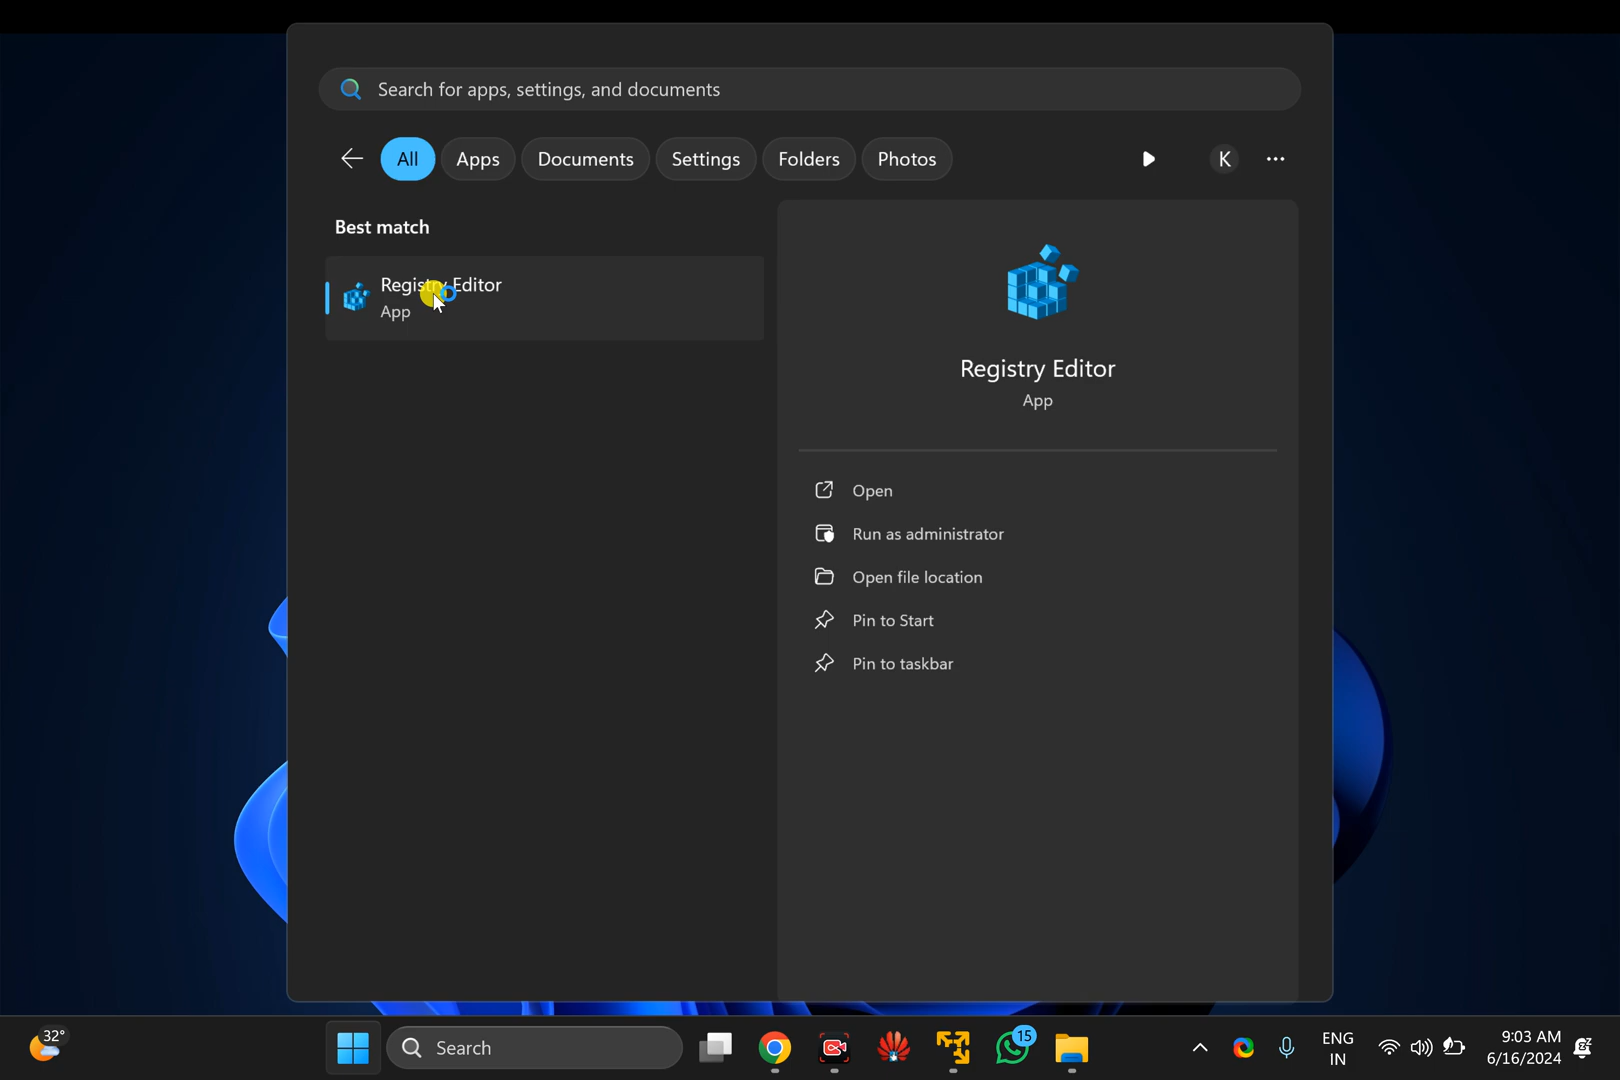 Search for apps, settings, and documents
All
Apps
Documents
Settings
Folders
Photos
K
Best match
Registry Editor
App
Registry Editor
App
Open
Run as administrator
Open file location
Pin to Start
Pin to taskbar
32°
Search
15
ENG
IN
9:03 AM
6/16/2024